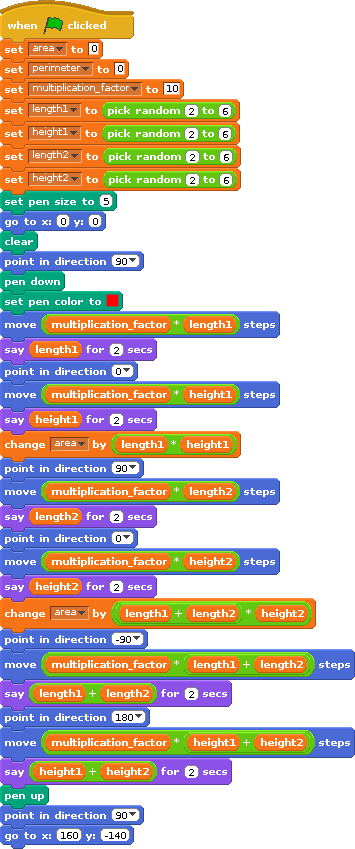 when clicked
set area to 0
set perimeter to 0
set multiplication_factor to 10
set length1 to pick random 2 to 6
set height1 to pick random 2 to 6
set length2 to pick random 2 to 6
set height2 to pick random 2 to 6
set pen size to 5
go to x: 0 y: 0
clear
point in direction 90
pen down
set pen color to
move multiplication_factor * length1 steps
say length1 for 2 secs
point in direction 0
move multiplication_factor * height1 steps
say height1 for 2 secs
change area by length1 * height1
point in direction 90
move multiplication_factor * length2 steps
say length2 for 2 secs
point in direction 0
move multiplication_factor * height2 steps
say height2 for 2 secs
change area by length1 + length2 * height2
point in direction -90
move multiplication_factor * length1 + length2 steps
say length1 + length2 for 2 secs
point in direction 180
move multiplication_factor * height1 + height2 steps
say height1 + height2 for 2 secs
pen up
point in direction 90
go to x: 160 y: -140